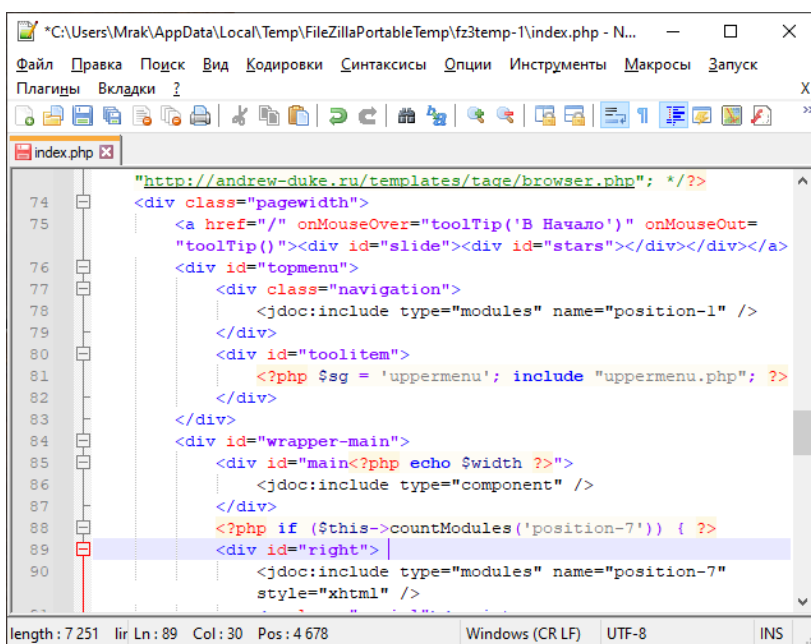 *C:\Users\Mrak\AppData\Local\Temp\FileZillaPortableTemp\fz3temp-1\index.php - N...
Файл Правка Поиск Вид Кодировки Синтаксисы Опции Инструменты Макросы Запуск
Плагины Вкладки ? X
index.php
"http://andrew-duke.ru/templates/tage/browser.php"; */?>
74 <div class="pagewidth">
75 <a href="/" onMouseOver="toolTip('В Начало')" onMouseOut=
"toolTip()"><div id="slide"><div id="stars"></div></div></a>
76 <div id="topmenu">
77 <div class="navigation">
78 <jdoc:include type="modules" name="position-1" />
79 </div>
80 <div id="toolitem">
81 <?php $sg = 'uppermenu'; include "uppermenu.php"; ?>
82 </div>
83 </div>
84 <div id="wrapper-main">
85 <div id="main<?php echo $width ?>">
86 <jdoc:include type="component" />
87 </div>
88 <?php if ($this->countModules('position-7')) { ?>
89 <div id="right">
90 <jdoc:include type="modules" name="position-7"
style="xhtml" />
length : 7 251 lir Ln : 89 Col : 30 Pos : 4 678 Windows (CR LF) UTF-8 INS